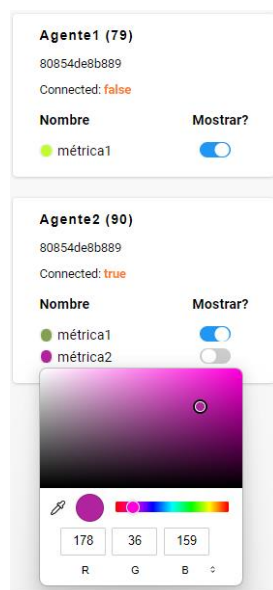 Agente1 (79)
80854de8b889
Connected: false
Nombre Mostrar?
métrica1
Agente2 (90)
80854de8b889
Connected: true
Nombre Mostrar?
métrica1
métrica2
178 36 159
R G B